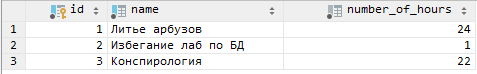 id name number_of_hours
1 1 Литье арбузов 24
2 2 Избегание лаб по БД 1
3 3 Конспирология 22